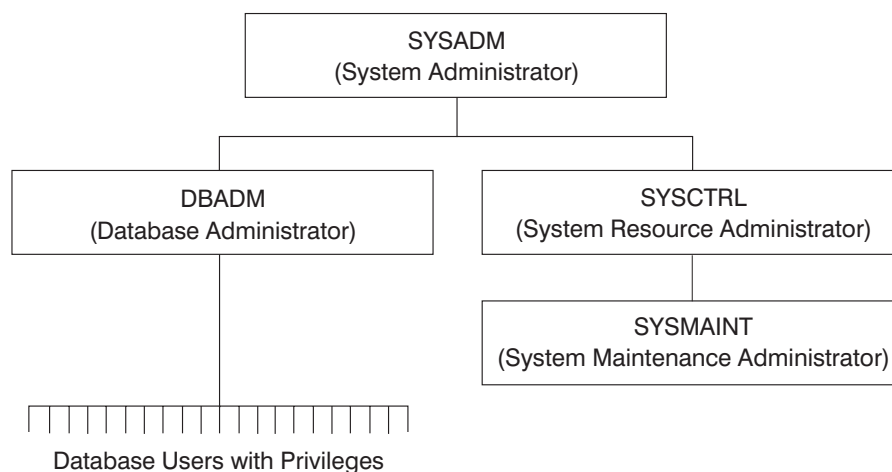 SYSADM
(System Administrator)
DBADM
(Database Administrator)
SYSCTRL
(System Resource Administrator)
SYSMAINT
(System Maintenance Administrator)
Database Users with Privileges